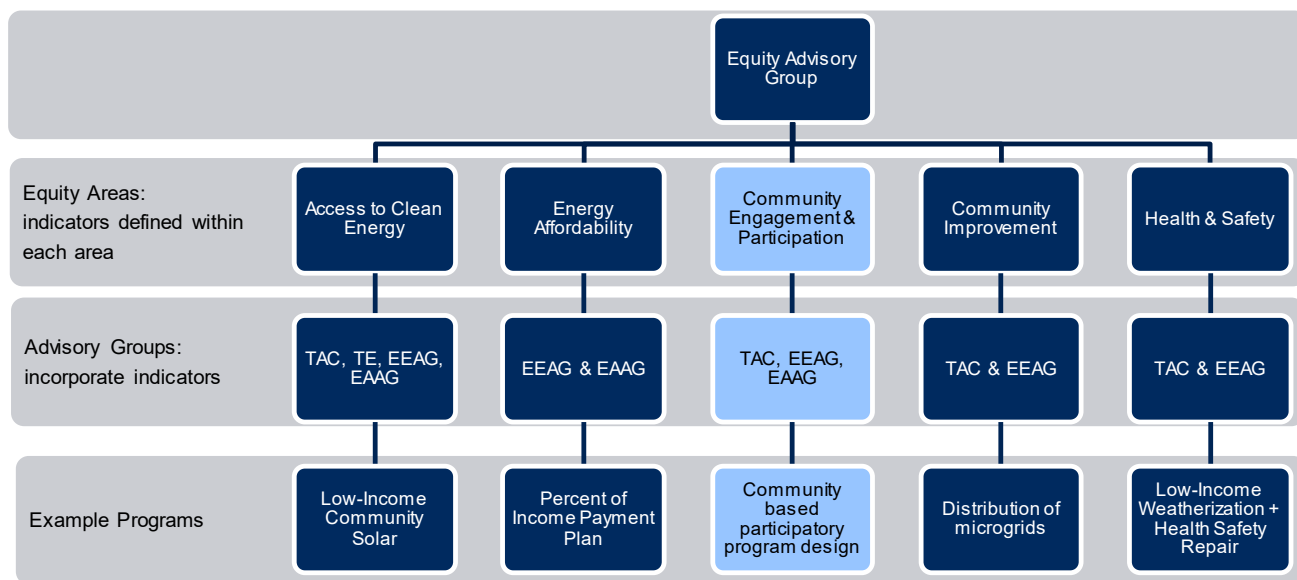 Equity Advisory
Group
Equity Areas:
indicators defined within
each area
Access to Clean
Energy
Energy
Affordability
Community
Engagement &
Participation
Community
Improvement
Health & Safety
Advisory Groups:
incorporate indicators
TAC, TE, EEAG,
EAAG
EEAG & EAAG
TAC, EEAG,
EAAG
TAC & EEAG
TAC & EEAG
Example Programs
Low-Income
Community
Solar
Percent of
Income Payment
Plan
Community
based
participatory
program design
Distribution of
microgrids
Low-Income
Weatherization +
Health Safety
Repair